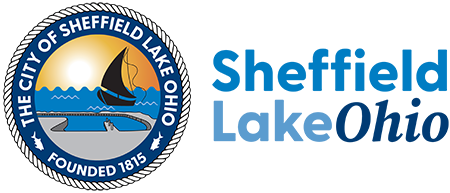 THE CITY OF SHEFFIELD LAKE OHIO
FOUNDED 1815
Sheffield
LakeOhio